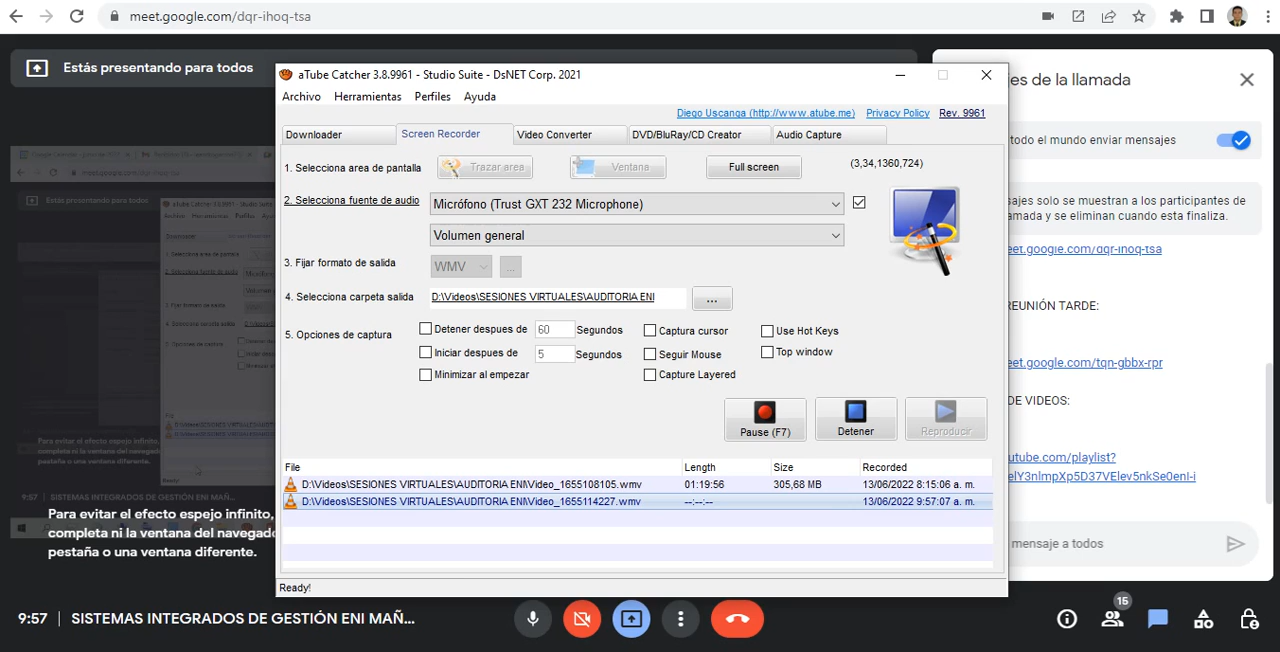 meet.google.com/dqr-ihoq-tsa
Estás presentando para todos
aTube Catcher 3.8.9961 - Studio Suite - DsNET Corp. 2021
Archivo Herramientas Perfiles Ayuda
Diego Uscanga (http://www.atube.me) Privacy Policy Rev. 9961
Downloader Screen Recorder Video Converter DVD/BluRay/CD Creator Audio Capture
1. Selecciona area de pantalla Trazar area Ventana Full screen (3,34,1360,724)
2. Selecciona fuente de audio Micrófono (Trust GXT 232 Microphone)
Volumen general
3. Fijar formato de salida WMV ...
4. Selecciona carpeta salida D:\Videos\SESIONES VIRTUALES\AUDITORIA ENI ...
5. Opciones de captura
Detener despues de 60 Segundos Captura cursor Use Hot Keys
Iniciar despues de 5 Segundos Seguir Mouse Top window
Minimizar al empezar Capture Layered
Pause (F7) Detener Reproducir
File Length Size Recorded
D:\Videos\SESIONES VIRTUALES\AUDITORIA ENI\Video_1655108105.wmv 01:19:56 305,68 MB 13/06/2022 8:15:06 a. m.
D:\Videos\SESIONES VIRTUALES\AUDITORIA ENI\Video_1655114227.wmv --:--:-- 13/06/2022 9:57:07 a. m.
Ready!
es de la llamada
todo el mundo enviar mensajes
sajes solo se muestran a los participantes de
amada y se eliminan cuando esta finaliza.
eet.google.com/dqr-ihoq-tsa
REUNIÓN TARDE:
eet.google.com/tqn-gbbx-rpr
DE VIDEOS:
utube.com/playlist?
elY3nlmpXp5D37VElev5nkSe0enI-i
mensaje a todos
Para evitar el efecto espejo infinito,
completa ni la ventana del navegado
pestaña o una ventana diferente.
9:57 | SISTEMAS INTEGRADOS DE GESTIÓN ENI MAÑ...
15